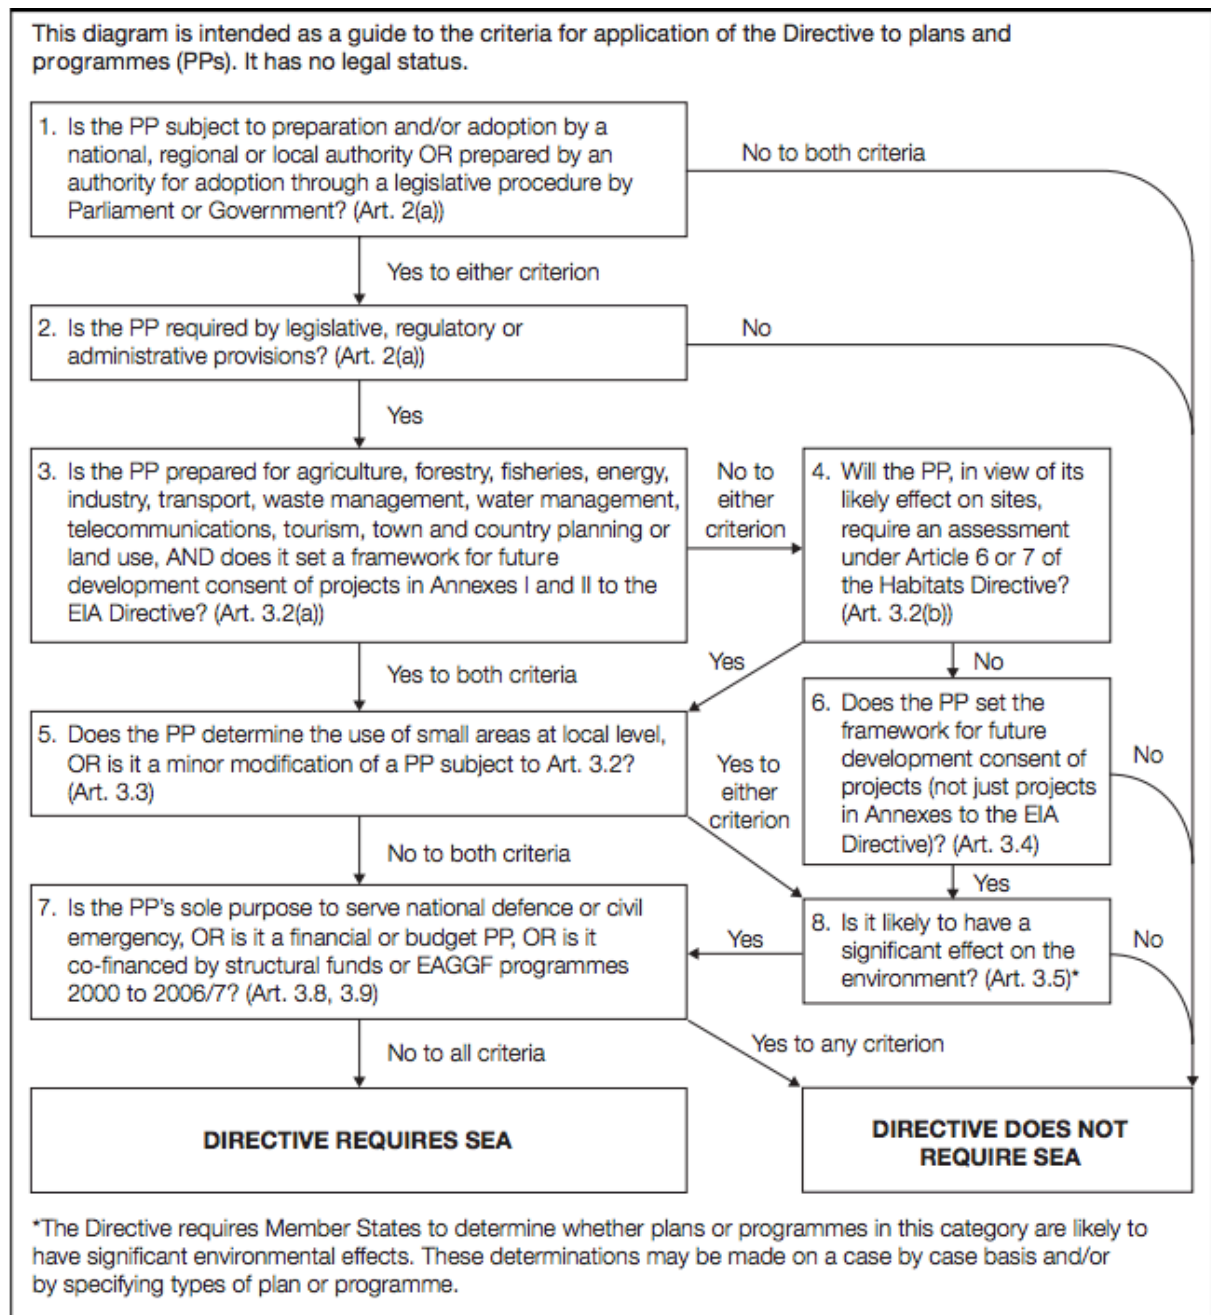 This diagram is intended as a guide to the criteria for application of the Directive to plans and
programmes (PPs). It has no legal status.
1. Is the PP subject to preparation and/or adoption by a
national, regional or local authority OR prepared by an
authority for adoption through a legislative procedure by
Parliament or Government? (Art. 2(a))
No to both criteria
Yes to either criterion
2. Is the PP required by legislative, regulatory or
administrative provisions? (Art. 2(a))
No
Yes
3. Is the PP prepared for agriculture, forestry, fisheries, energy,
industry, transport, waste management, water management,
telecommunications, tourism, town and country planning or
land use, AND does it set a framework for future
development consent of projects in Annexes I and II to the
EIA Directive? (Art. 3.2(a))
No to
either
criterion
4. Will the PP, in view of its
likely effect on sites,
require an assessment
under Article 6 or 7 of
the Habitats Directive?
(Art. 3.2(b))
Yes to both criteria
Yes
No
5. Does the PP determine the use of small areas at local level,
OR is it a minor modification of a PP subject to Art. 3.2?
(Art. 3.3)
Yes to
either
criterion
6. Does the PP set the
framework for future
development consent of
projects (not just projects
in Annexes to the EIA
Directive)? (Art. 3.4)
No
No to both criteria
Yes
7. Is the PP's sole purpose to serve national defence or civil
emergency, OR is it a financial or budget PP, OR is it
co-financed by structural funds or EAGGF programmes
2000 to 2006/7? (Art. 3.8, 3.9)
Yes
8. Is it likely to have a
significant effect on the
environment? (Art. 3.5)*
No
No to all criteria
Yes to any criterion
DIRECTIVE REQUIRES SEA
DIRECTIVE DOES NOT
REQUIRE SEA
*The Directive requires Member States to determine whether plans or programmes in this category are likely to
have significant environmental effects. These determinations may be made on a case by case basis and/or
by specifying types of plan or programme.